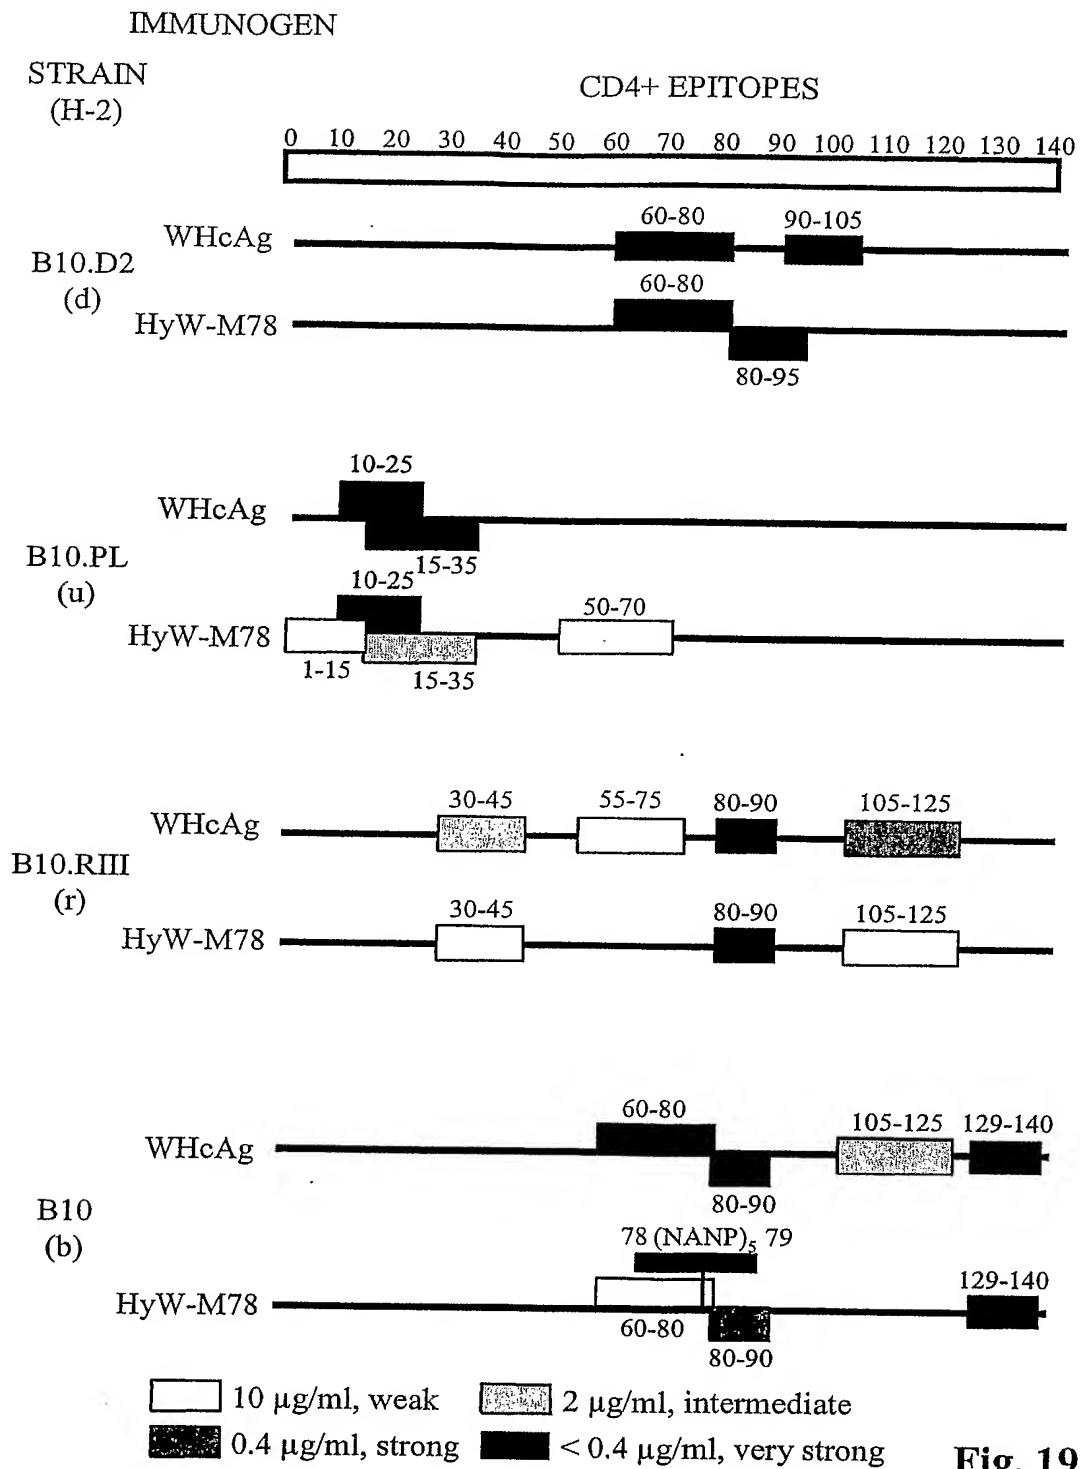 IMMUNOGEN
STRAIN
(H-2)
CD4+ EPITOPES
0 10 20 30 40 50 60 70 80 90 100 110 120 130 140
60-80 90-105
WHcAg
B10.D2
(d)
60-80
HyW-M78
80-95
10-25
WHcAg
15-35
B10.PL
(u)
10-25
50-70
HyW-M78
1-15
15-35
30-45 55-75 80-90 105-125
WHcAg
B10.RIII
(r)
30-45 80-90 105-125
HyW-M78
60-80 105-125 129-140
WHcAg
80-90
B10
(b)
78 (NANP)5 79
129-140
HyW-M78
60-80
80-90
10 µg/ml, weak 2 µg/ml, intermediate
0.4 µg/ml, strong < 0.4 µg/ml, very strong
Fig. 19